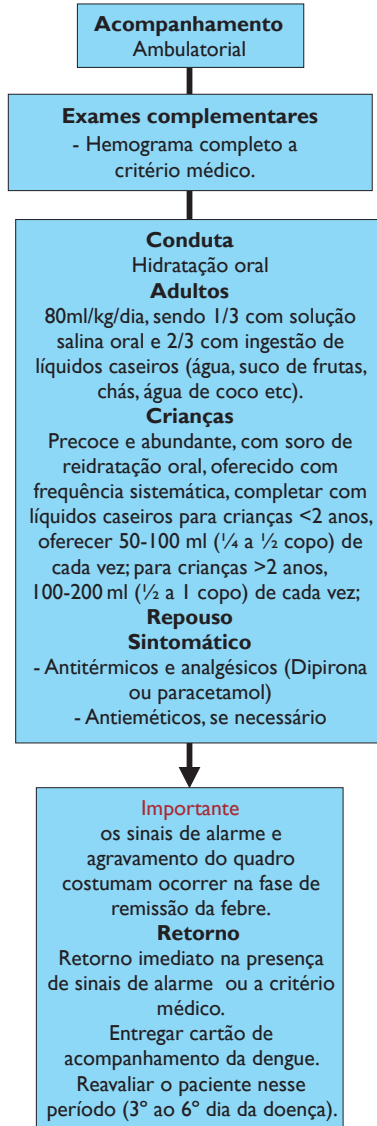 Acompanhamento
Ambulatorial
Exames complementares
- Hemograma completo a
critério médico.
Conduta
Hidratação oral
Adultos
80ml/kg/dia, sendo 1/3 com solução
salina oral e 2/3 com ingestão de
líquidos caseiros (água, suco de frutas,
chás, água de coco etc).
Crianças
Precoce e abundante, com soro de
reidratação oral, oferecido com
frequência sistemática, completar com
líquidos caseiros para crianças <2 anos,
oferecer 50-100 ml (¼ a ½ copo) de
cada vez; para crianças >2 anos,
100-200 ml (½ a 1 copo) de cada vez;
Repouso
Sintomático
- Antitérmicos e analgésicos (Dipirona
ou paracetamol)
- Antieméticos, se necessário
Importante
os sinais de alarme e
agravamento do quadro
costumam ocorrer na fase de
remissão da febre.
Retorno
Retorno imediato na presença
de sinais de alarme ou a critério
médico.
Entregar cartão de
acompanhamento da dengue.
Reavaliar o paciente nesse
período (3º ao 6º dia da doença).